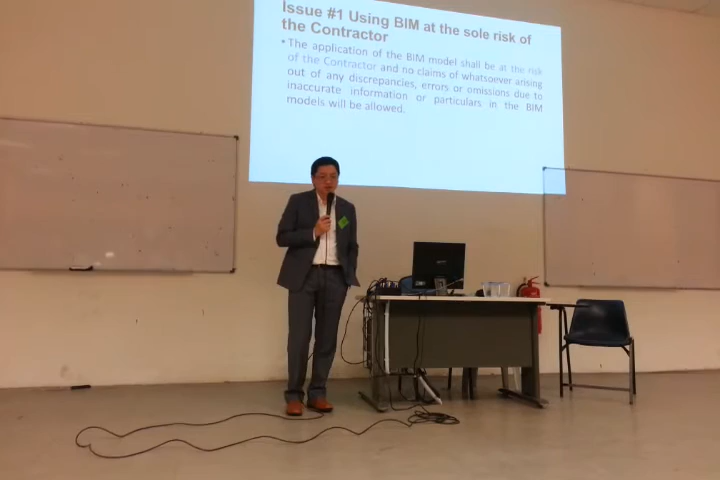 Issue #1 Using BIM at the sole risk of
the Contractor
• The application of the BIM model shall be at the risk
of the Contractor and no claims of whatsoever arising
out of any discrepancies, errors or omissions due to
inaccurate information or particulars in the BIM
models will be allowed.